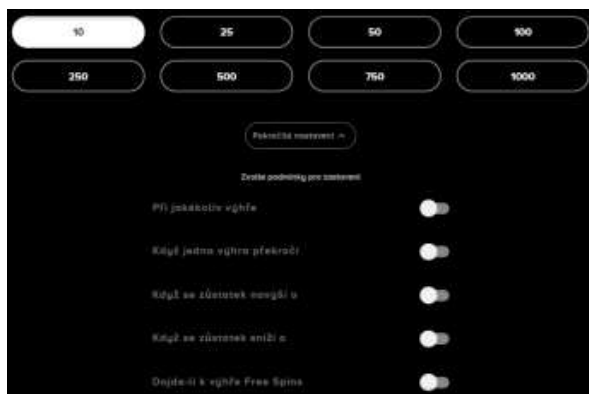 10 25 50 100
250 500 750 1000
Pokročilá nastavení
Zvolte podmínky pro zastavení
Při jakékoliv výhře
Když jedna výhra překročí
Když se zůstatek navýší o
Když se zůstatek sníží o
Dojde-li k výhře Free Spins